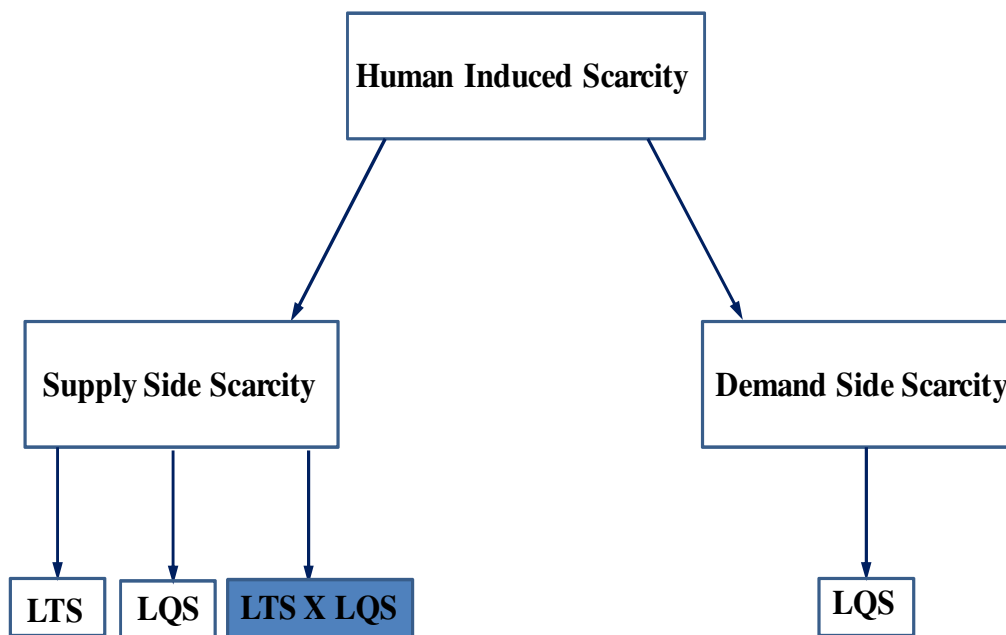 Human Induced Scarcity
Supply Side Scarcity
Demand Side Scarcity
LTS
LQS
LTS X LQS
LQS